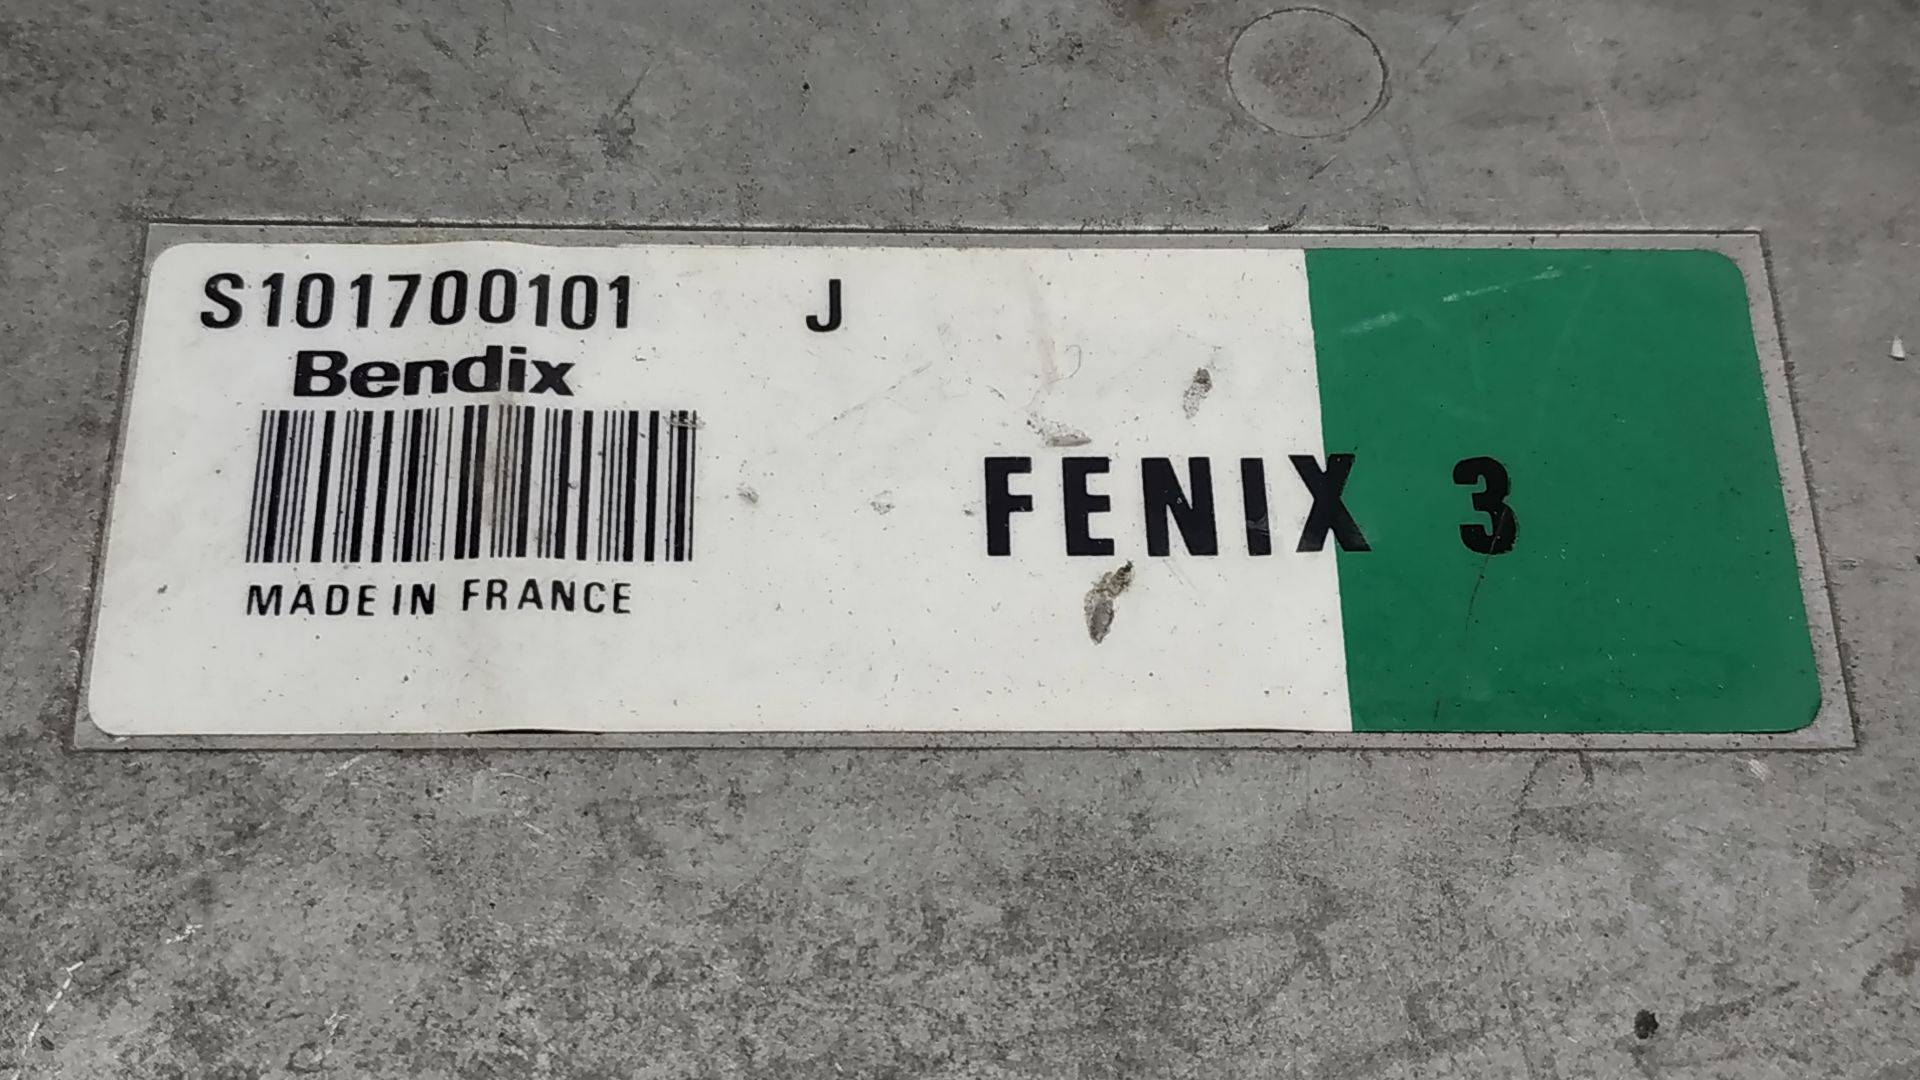 S101700101 J
Bendix
MADE IN FRANCE
FENIX 3